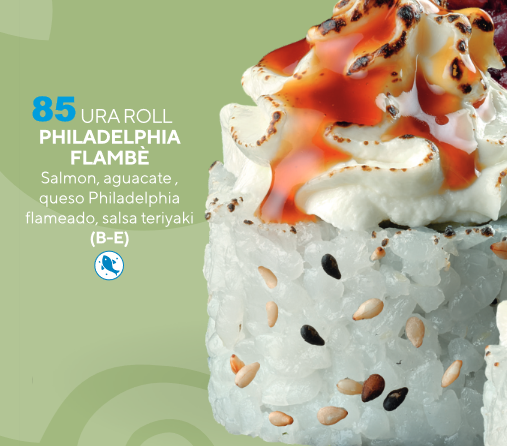 85 URA ROLL
PHILADELPHIA
FLAMBÈ
Salmon, aguacate ,
queso Philadelphia
flameado, salsa teriyaki
(B-E)